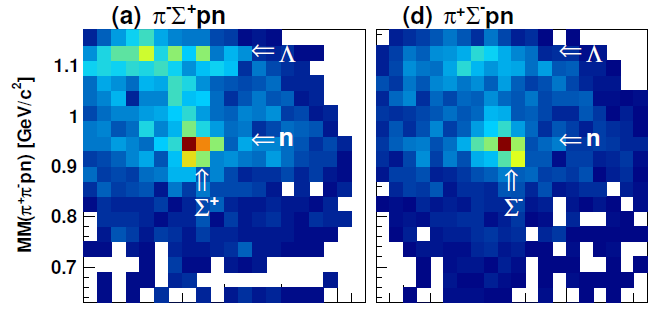 (a) π⁻Σ⁺pn
(d) π⁺Σ⁻pn
MM(π⁺π⁻pn) [GeV/c²]
1.1
1
0.9
0.8
0.7
⇐Λ
⇐n
⇑
Σ⁺
⇐Λ
⇐n
⇑
Σ⁻